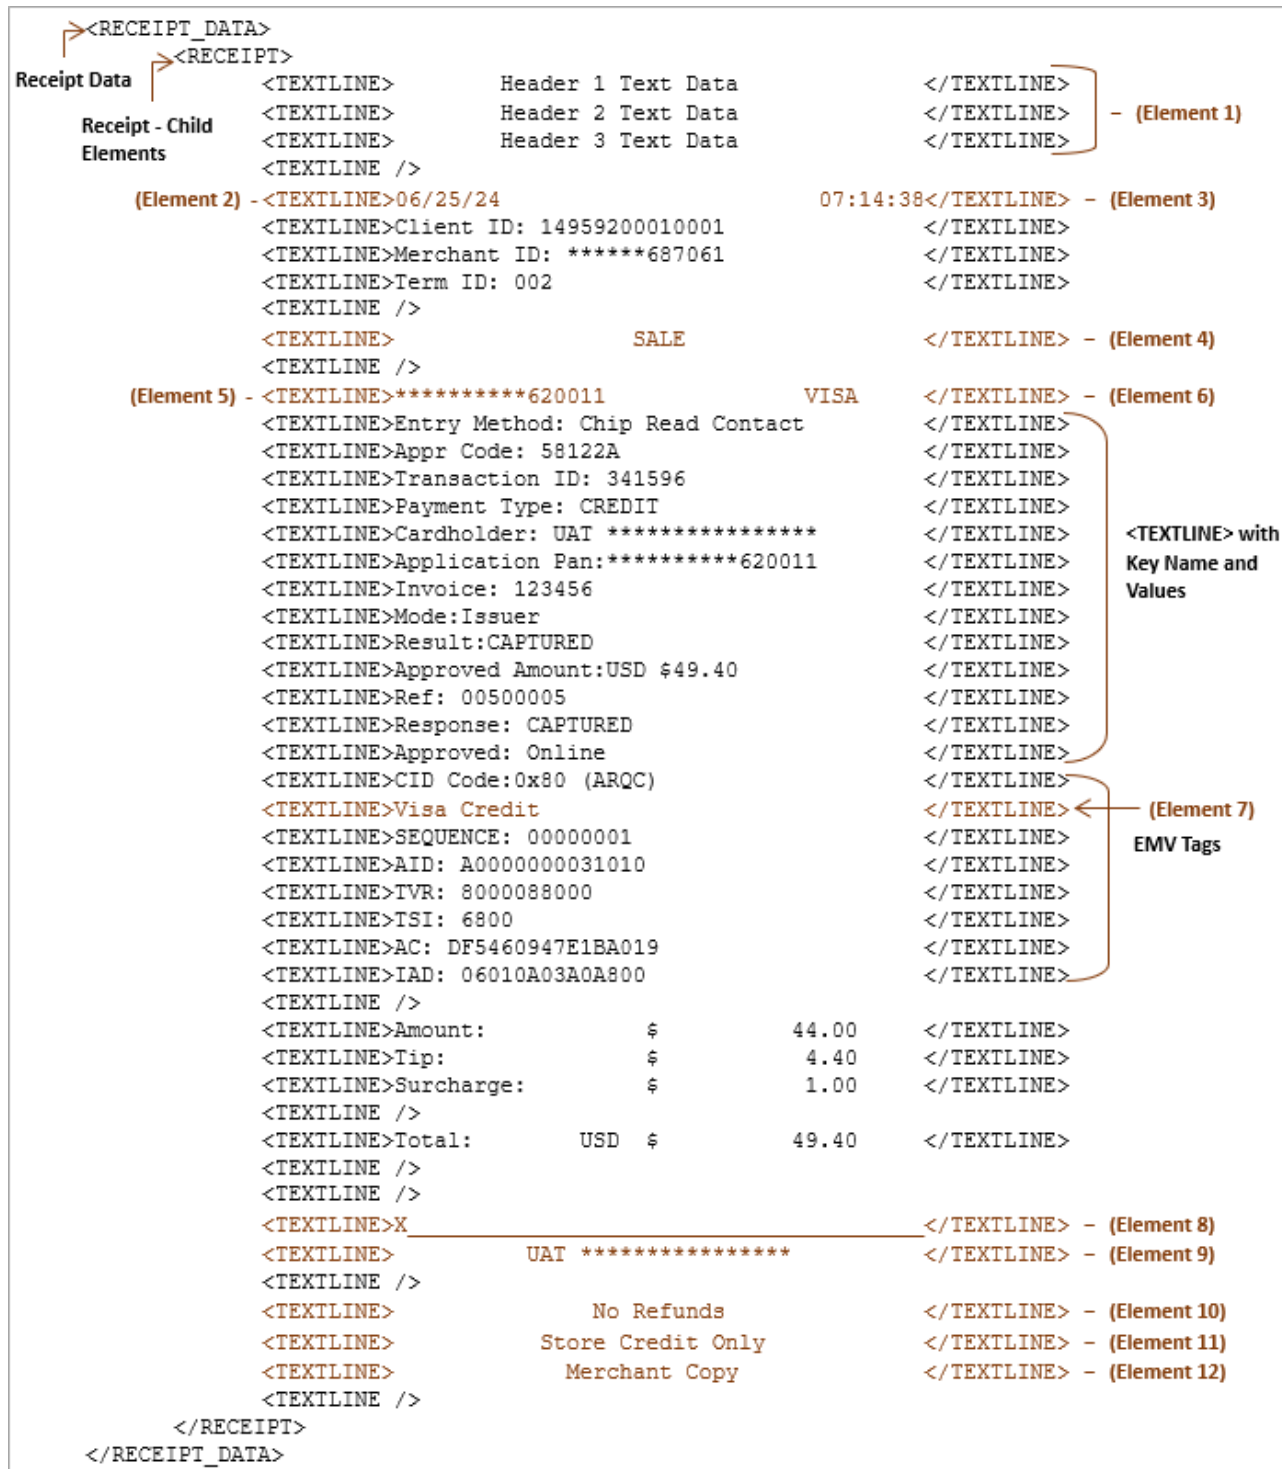 <RECEIPT_DATA>
<RECEIPT>
Receipt Data
Receipt - Child
Elements
<TEXTLINE>        Header 1 Text Data              </TEXTLINE>
<TEXTLINE>        Header 2 Text Data              </TEXTLINE> – (Element 1)
<TEXTLINE>        Header 3 Text Data              </TEXTLINE>
<TEXTLINE />
(Element 2) - <TEXTLINE>06/25/24                        07:14:38</TEXTLINE> – (Element 3)
<TEXTLINE>Client ID: 14959200010001               </TEXTLINE>
<TEXTLINE>Merchant ID: ******687061               </TEXTLINE>
<TEXTLINE>Term ID: 002                            </TEXTLINE>
<TEXTLINE />
<TEXTLINE>                  SALE                  </TEXTLINE> – (Element 4)
<TEXTLINE />
(Element 5) - <TEXTLINE>**********620011               VISA     </TEXTLINE> – (Element 6)
<TEXTLINE>Entry Method: Chip Read Contact         </TEXTLINE>
<TEXTLINE>Appr Code: 58122A                       </TEXTLINE>
<TEXTLINE>Transaction ID: 341596                  </TEXTLINE>
<TEXTLINE>Payment Type: CREDIT                    </TEXTLINE>
<TEXTLINE>Cardholder: UAT ****************        </TEXTLINE>
<TEXTLINE>Application Pan:**********620011        </TEXTLINE>
<TEXTLINE>Invoice: 123456                         </TEXTLINE>
<TEXTLINE>Mode:Issuer                             </TEXTLINE>
<TEXTLINE>Result:CAPTURED                         </TEXTLINE>
<TEXTLINE>Approved Amount:USD $49.40              </TEXTLINE>
<TEXTLINE>Ref: 00500005                           </TEXTLINE>
<TEXTLINE>Response: CAPTURED                      </TEXTLINE>
<TEXTLINE>Approved: Online                        </TEXTLINE>
<TEXTLINE> with
Key Name and
Values
<TEXTLINE>CID Code:0x80 (ARQC)                    </TEXTLINE>
<TEXTLINE>Visa Credit                             </TEXTLINE> (Element 7)
<TEXTLINE>SEQUENCE: 00000001                      </TEXTLINE>
EMV Tags
<TEXTLINE>AID: A0000000031010                     </TEXTLINE>
<TEXTLINE>TVR: 8000088000                         </TEXTLINE>
<TEXTLINE>TSI: 6800                               </TEXTLINE>
<TEXTLINE>AC: DF5460947E1BA019                    </TEXTLINE>
<TEXTLINE>IAD: 06010A03A0A800                     </TEXTLINE>
<TEXTLINE />
<TEXTLINE>Amount:            $          44.00     </TEXTLINE>
<TEXTLINE>Tip:               $           4.40     </TEXTLINE>
<TEXTLINE>Surcharge:         $           1.00     </TEXTLINE>
<TEXTLINE />
<TEXTLINE>Total:        USD  $          49.40     </TEXTLINE>
<TEXTLINE />
<TEXTLINE />
<TEXTLINE>X_______________________________________</TEXTLINE> – (Element 8)
<TEXTLINE>          UAT ****************          </TEXTLINE> – (Element 9)
<TEXTLINE />
<TEXTLINE>               No Refunds               </TEXTLINE> – (Element 10)
<TEXTLINE>           Store Credit Only            </TEXTLINE> – (Element 11)
<TEXTLINE>             Merchant Copy              </TEXTLINE> – (Element 12)
<TEXTLINE />
</RECEIPT>
</RECEIPT_DATA>